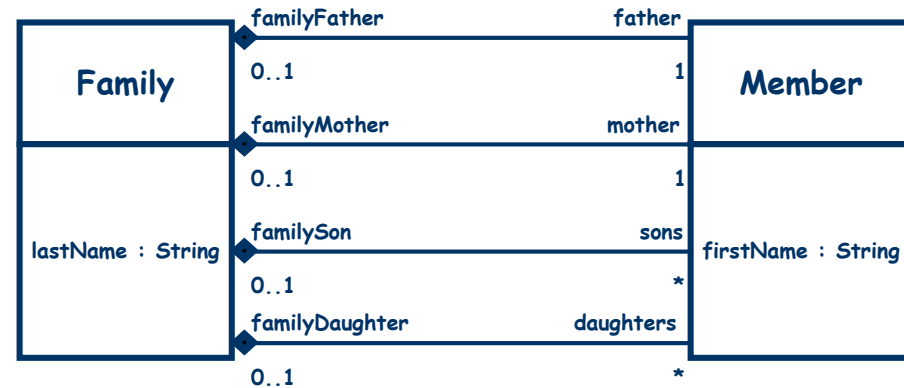 familyFather father
0..1 1
Family Member
familyMother mother
0..1 1
familySon sons
lastName : String firstName : String
0..1 *
familyDaughter daughters
0..1 *